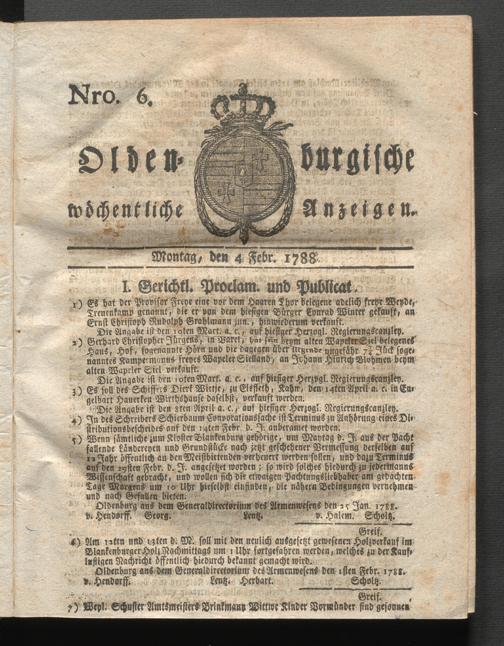 Nro. 6.
Olden- burgische
wöchentliche Anzeigen.
Montag, den 4 Febr. 1788.
I. Gerichtl. Proclam. und Publicat.
1) Es hat der Provisor Freye eine vor dem Haaren Thor belegene adelich freye Weyde,
Treuenkamp genannt, die er von dem hiesigen Bürger Conrad Winter gekauft, an
Ernst Christoph Rudolph Grahlmann jun., hinwiederum verkauft.
Die Angabe ist den 10ten Mart. a. c., auf hiesiger Herzogl. Regierungscanzley.
2) Gerhard Christopher Jürgens, in Varel, hat sein beym alten Wapeler Siel belegenes
Haus, Hof, sogenannte Hörn und die dagegen über liegende ungefähr 7½ Jück soge-
nanntes freyes Wapeler Sielland, an Johann Hinrich Blohmen beym
alten Wapeler Siel verkauft.
Die Angabe ist den 10ten Mart. a. c., auf hiesiger Herzogl. Regierungscanzley.
3) Es soll des Schiffers Dierk Wietje, zu Elsfleth, Kahn, den 14ten April a. c. in En-
gelbart Hauerken Wirthshause daselbst, verkauft werden.
Die Angabe ist den 8ten April a. c., auf hiesiger Herzogl. Regierungscanzley.
4) In des Schreibers Schierbaum Convocationssache ist Terminus zu Anhörung eines Di-
stributionsbescheides auf den 14ten Febr. d. J. anberamet worden.
5) Wenn sämtliche zum Kloster Blankenburg gehörige, um Maytag d. J. aus der Pacht
fallende Ländereyen und Grundstücke nach jetzt geschehener Vermessung derselben auf
12 Jahr öffentlich an den Meistbietenden verheuret werden sollen, und dazu Terminus
auf den 29sten Febr. d. J. angesetzet worden; so wird solches hiedurch zu jedermanns
Wissenschaft gebracht, und wollen sich die etwaigen Pachtungsliebhaber am gedachten
Tage Morgens um 10 Uhr hieselbst einfinden, die nähern Bedingungen vernehmen
und nach Gefallen bieten.
Oldenburg aus dem Generaldirectorium des Armenwesens den 25 Jan. 1788.
v. Hendorff. Georg. Lentz. v. Halem. Scholtz.
Greif.
6) Am 12ten und 13ten d. M. soll mit den neulich ausgesetzt gewesenen Holzverkauf im
Blankenburger Holz Nachmittags um 1 Uhr fortgefahren werden, welches zu der Kauf-
lustigen Nachricht öffentlich hiedurch bekannt gemacht wird.
Oldenburg aus dem Generaldirectorium des Armenwesens den 1sten Febr. 1788.
v. Hendorff. Lentz. Herbart. Scholtz.
Greif.
7) Weyl. Schuster Amtsmeisters Brinkmann Wittwe Kinder Vormünder sind gesonnen